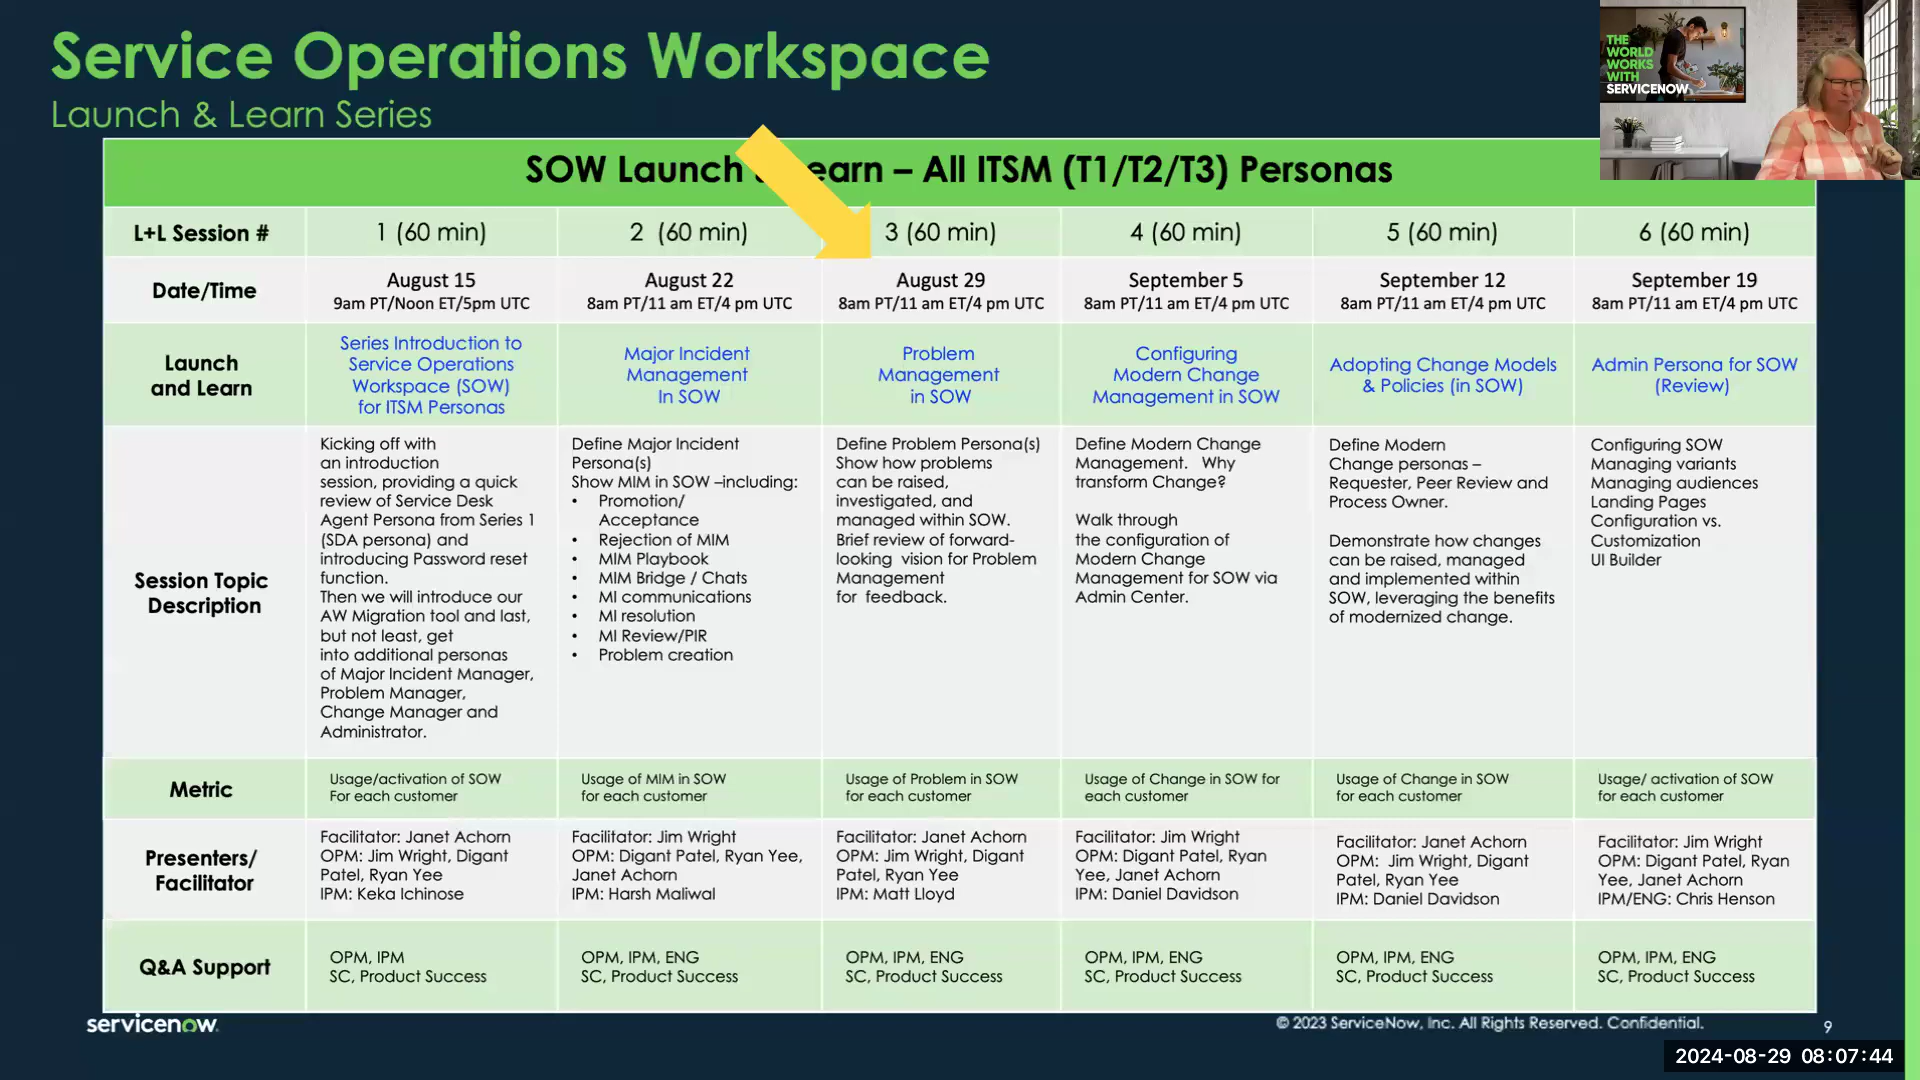 Service Operations Workspace
Launch & Learn Series
THE
WORLD
WORKS
WITH
SERVICENOW
SOW Launch earn – All ITSM (T1/T2/T3) Personas
L+L Session #
1 (60 min)
2 (60 min)
3 (60 min)
4 (60 min)
5 (60 min)
6 (60 min)
Date/Time
August 15
9am PT/Noon ET/5pm UTC
August 22
8am PT/11 am ET/4 pm UTC
August 29
8am PT/11 am ET/4 pm UTC
September 5
8am PT/11 am ET/4 pm UTC
September 12
8am PT/11 am ET/4 pm UTC
September 19
8am PT/11 am ET/4 pm UTC
Launch
and Learn
Series Introduction to
Service Operations
Workspace (SOW)
for ITSM Personas
Major Incident
Management
In SOW
Problem
Management
in SOW
Configuring
Modern Change
Management in SOW
Adopting Change Models
& Policies (in SOW)
Admin Persona for SOW
(Review)
Session Topic
Description
Kicking off with
an introduction
session, providing a quick
review of Service Desk
Agent Persona from Series 1
(SDA persona) and
introducing Password reset
function.
Then we will introduce our
AW Migration tool and last,
but not least, get
into additional personas
of Major Incident Manager,
Problem Manager,
Change Manager and
Administrator.
Define Major Incident
Persona(s)
Show MIM in SOW –including:
• Promotion/
Acceptance
• Rejection of MIM
• MIM Playbook
• MIM Bridge / Chats
• MI communications
• MI resolution
• MI Review/PIR
• Problem creation
Define Problem Persona(s)
Show how problems
can be raised,
investigated, and
managed within SOW.
Brief review of forward-
looking vision for Problem
Management
for feedback.
Define Modern Change
Management. Why
transform Change?
Walk through
the configuration of
Modern Change
Management for SOW via
Admin Center.
Define Modern
Change personas –
Requester, Peer Review and
Process Owner.
Demonstrate how changes
can be raised, managed
and implemented within
SOW, leveraging the benefits
of modernized change.
Configuring SOW
Managing variants
Managing audiences
Landing Pages
Configuration vs.
Customization
UI Builder
Metric
Usage/activation of SOW
For each customer
Usage of MIM in SOW
for each customer
Usage of Problem in SOW
for each customer
Usage of Change in SOW for
each customer
Usage of Change in SOW
for each customer
Usage/ activation of SOW
for each customer
Presenters/
Facilitator
Facilitator: Janet Achorn
OPM: Jim Wright, Digant
Patel, Ryan Yee
IPM: Keka Ichinose
Facilitator: Jim Wright
OPM: Digant Patel, Ryan Yee,
Janet Achorn
IPM: Harsh Maliwal
Facilitator: Janet Achorn
OPM: Jim Wright, Digant
Patel, Ryan Yee
IPM: Matt Lloyd
Facilitator: Jim Wright
OPM: Digant Patel, Ryan
Yee, Janet Achorn
IPM: Daniel Davidson
Facilitator: Janet Achorn
OPM: Jim Wright, Digant
Patel, Ryan Yee
IPM: Daniel Davidson
Facilitator: Jim Wright
OPM: Digant Patel, Ryan
Yee, Janet Achorn
IPM/ENG: Chris Henson
Q&A Support
OPM, IPM
SC, Product Success
OPM, IPM, ENG
SC, Product Success
OPM, IPM, ENG
SC, Product Success
OPM, IPM, ENG
SC, Product Success
OPM, IPM, ENG
SC, Product Success
OPM, IPM, ENG
SC, Product Success
servicenow
© 2023 ServiceNow, Inc. All Rights Reserved. Confidential.
9
2024-08-29 08:07:44